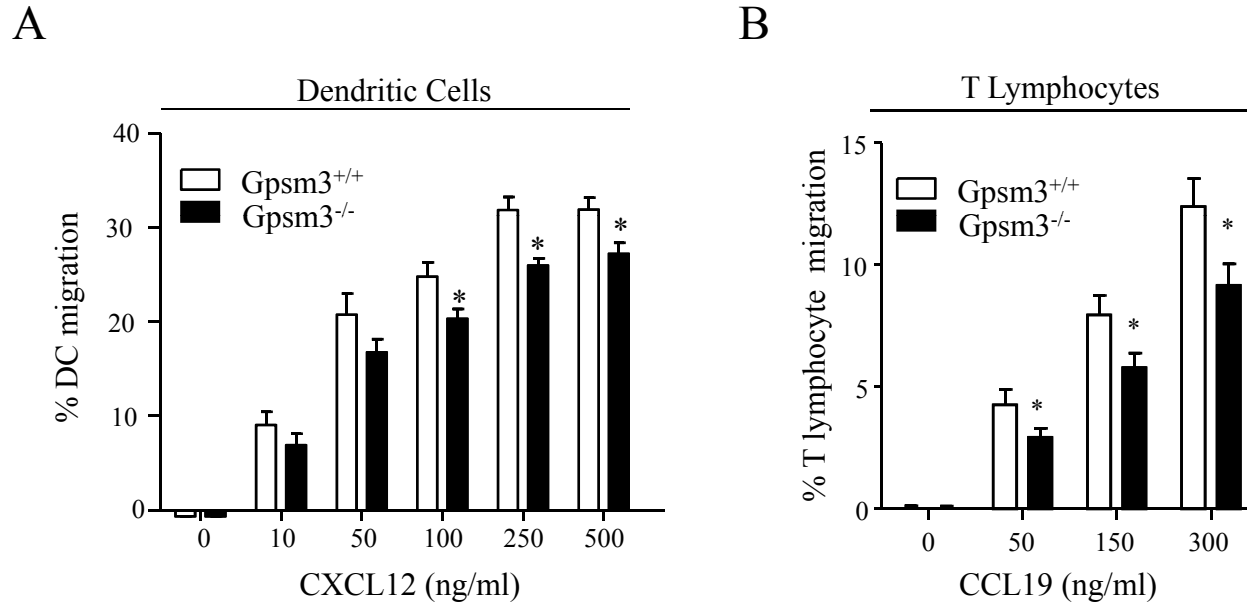 A
Dendritic Cells
40
30
20
10
0
% DC migration
Gpsm3+/+
Gpsm3-/-
*
*
*
0 10 50 100 250 500
CXCL12 (ng/ml)
B
T Lymphocytes
15
10
5
0
% T lymphocyte migration
Gpsm3+/+
Gpsm3-/-
*
*
*
0 50 150 300
CCL19 (ng/ml)